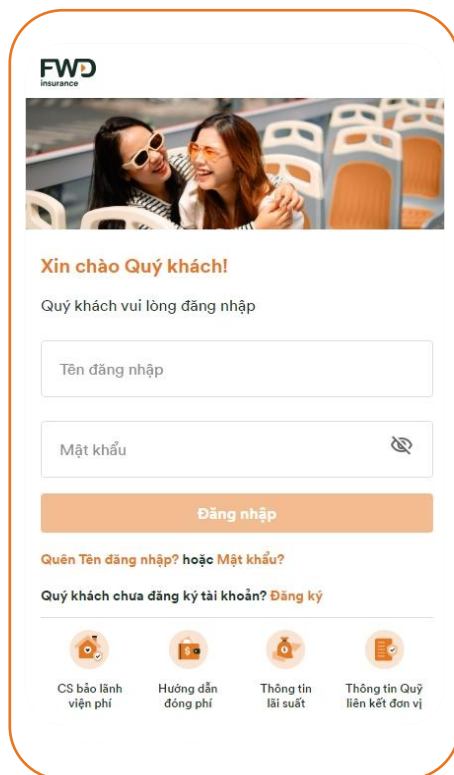 FWD
insurance
Xin chào Quý khách!
Quý khách vui lòng đăng nhập
Tên đăng nhập
Mật khẩu
Đăng nhập
Quên Tên đăng nhập? hoặc Mật khẩu?
Quý khách chưa đăng ký tài khoản? Đăng ký
CS bảo lãnh
viện phí
Hướng dẫn
đóng phí
Thông tin
lãi suất
Thông tin Quỹ
liên kết đơn vị